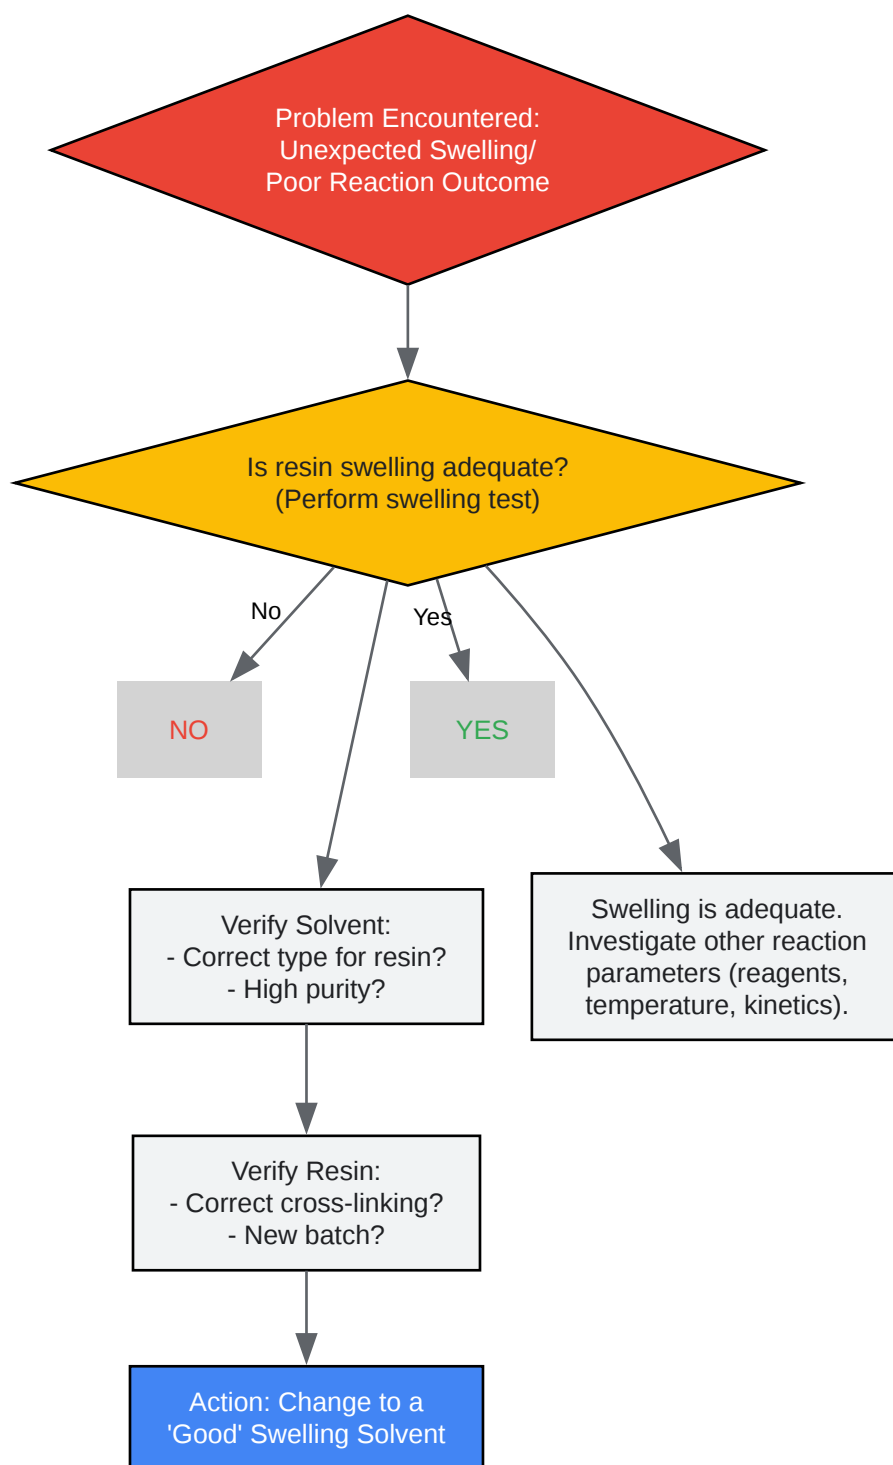 Problem Encountered:
Unexpected Swelling/
Poor Reaction Outcome
Is resin swelling adequate?
(Perform swelling test)
No
Yes
NO
YES
Verify Solvent:
- Correct type for resin?
- High purity?
Swelling is adequate.
Investigate other reaction
parameters (reagents,
temperature, kinetics).
Verify Resin:
- Correct cross-linking?
- New batch?
Action: Change to a
'Good' Swelling Solvent